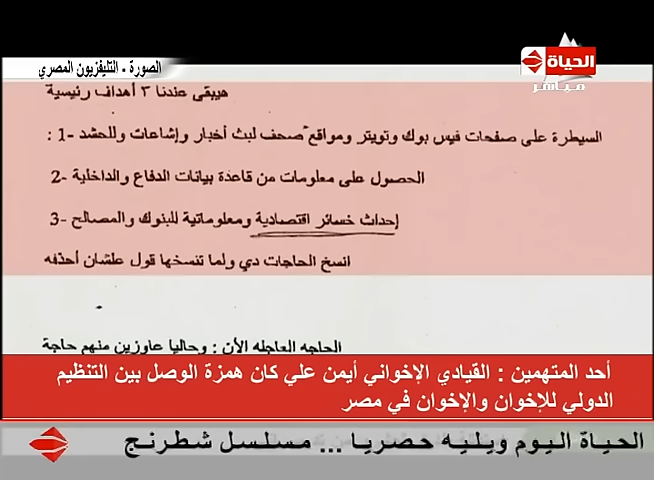 الصورة - التليفزيون المصري
الحياة
مباشر
هيبقى عندنا ٣ أهداف رئيسية
السيطرة على صفحات فيس بوك وتويتر ومواقع صحف لبث أخبار وإشاعات وللحشد -1 :
الحصول على معلومات من قاعدة بيانات الدفاع والداخلية -2
إحداث خسائر اقتصادية ومعلوماتية للبنوك والمصالح -3
انسخ الحاجات دي ولما تنسخها قول علشان أحذفه
الحاجه العاجله الأن : وحاليا عاوزين منهم حاجة
أحد المتهمين : القيادي الإخواني أيمن علي كان همزة الوصل بين التنظيم
الدولي للإخوان والإخوان في مصر
الحياة اليوم ويليه حصريا ... مسلسل شطرنج